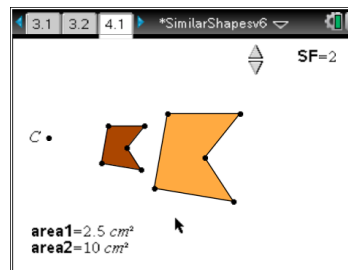 3.1 3.2 4.1 *SimilarShapesv6
SF=2
C
area1=2.5 cm²
area2=10 cm²